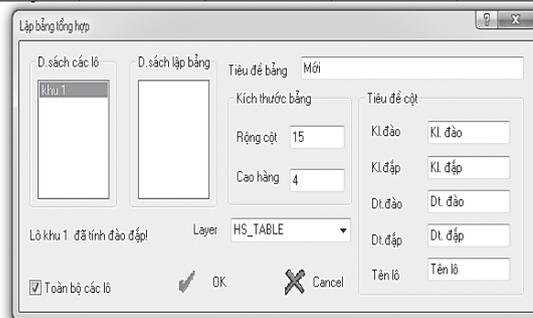 Lập bảng tổng hợp
D.sách các lô
khu 1
D.sách lập bảng
Tiêu đề bảng
Mới
Kích thước bảng
Rộng cột
15
Cao hàng
4
Tiêu đề cột
Kl.đào
Kl. đào
Kl.đắp
Kl. đắp
Dt.đào
Dt. đào
Dt.đắp
Dt. đắp
Tên lô
Tên lô
Lô khu 1 đã tính đào đắp!
Layer
HS_TABLE
Toàn bộ các lô
OK
Cancel